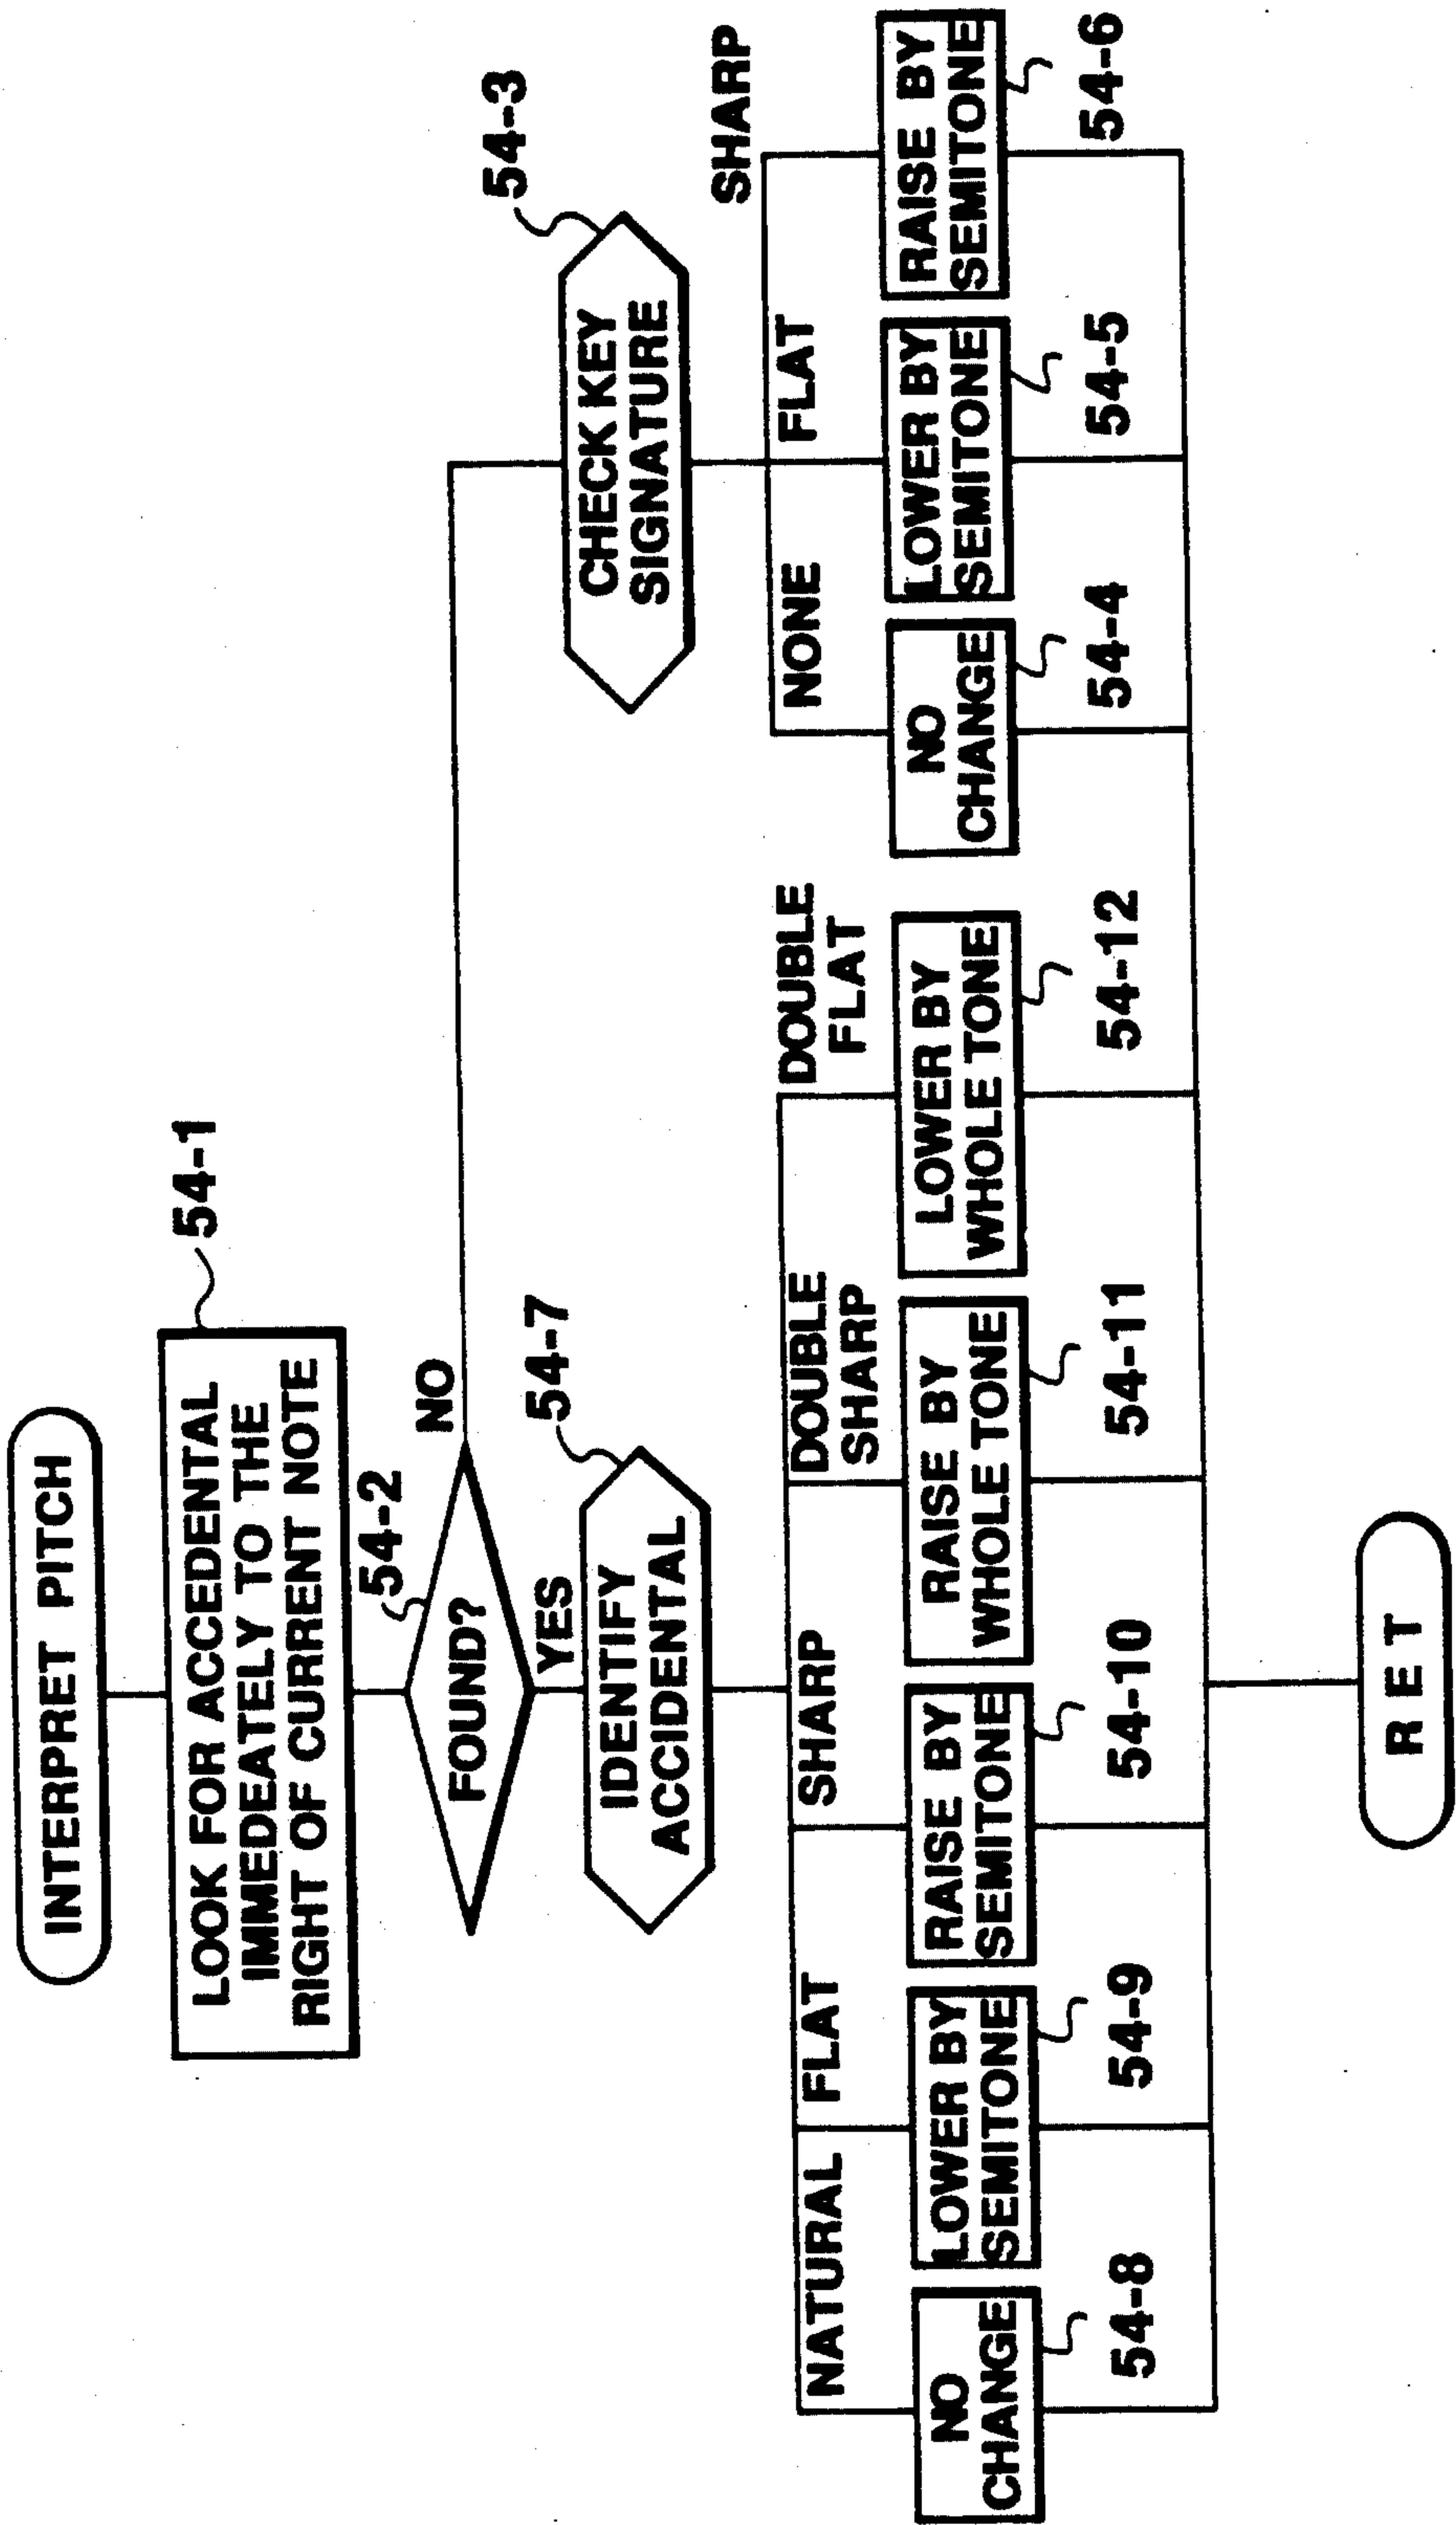 INTERPRET PITCH
LOOK FOR ACCEDENTAL
IMMEDEATELY TO THE
RIGHT OF CURRENT NOTE
54-1
54-2
FOUND?
NO
YES
54-7
IDENTIFY
ACCIDENTAL
54-3
CHECK KEY
SIGNATURE
NATURAL
FLAT
SHARP
DOUBLE
SHARP
DOUBLE
FLAT
NONE
FLAT
SHARP
NO
CHANGE
54-8
LOWER BY
SEMITONE
54-9
RAISE BY
SEMITONE
54-10
RAISE BY
WHOLE TONE
54-11
LOWER BY
WHOLE TONE
54-12
NO
CHANGE
54-4
LOWER BY
SEMITONE
54-5
RAISE BY
SEMITONE
54-6
RET